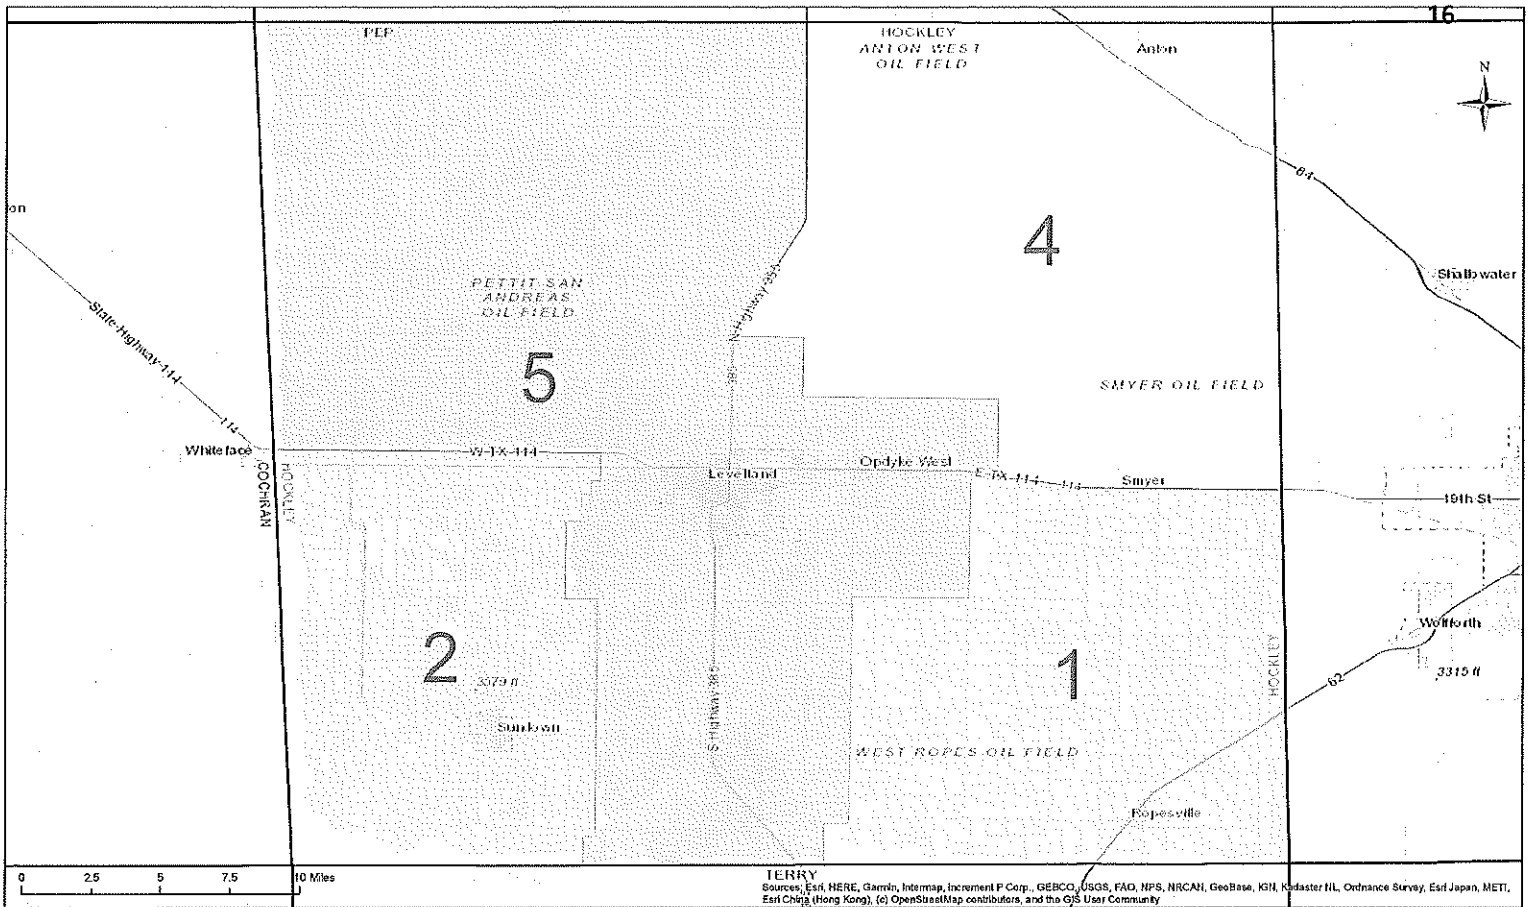 16
PEP
HOCKLEY
ANTON WEST
OIL FIELD
Anton
N
84
on
4
Shallowater
PETTIT SAN
ANDREAS
OIL FIELD
N Highway 385
State Highway 114
385
5
SMYER OIL FIELD
114
Whiteface
W-TX-114
Levelland
Opdyke West
E-TX-114
114
Smyer
19th St
COCHRAN
HOCKLEY
2
3379 ft
Sundown
S Highway 385
1
HOCKLEY
Wolfforth
3315 ft
62
WEST ROPES OIL FIELD
Ropesville
TERRY
0 2.5 5 7.5 10 Miles
Sources: Esri, HERE, Garmin, Intermap, increment P Corp., GEBCO, USGS, FAO, NPS, NRCAN, GeoBase, IGN, Kadaster NL, Ordnance Survey, Esri Japan, METI,
Esri China (Hong Kong), (c) OpenStreetMap contributors, and the GIS User Community